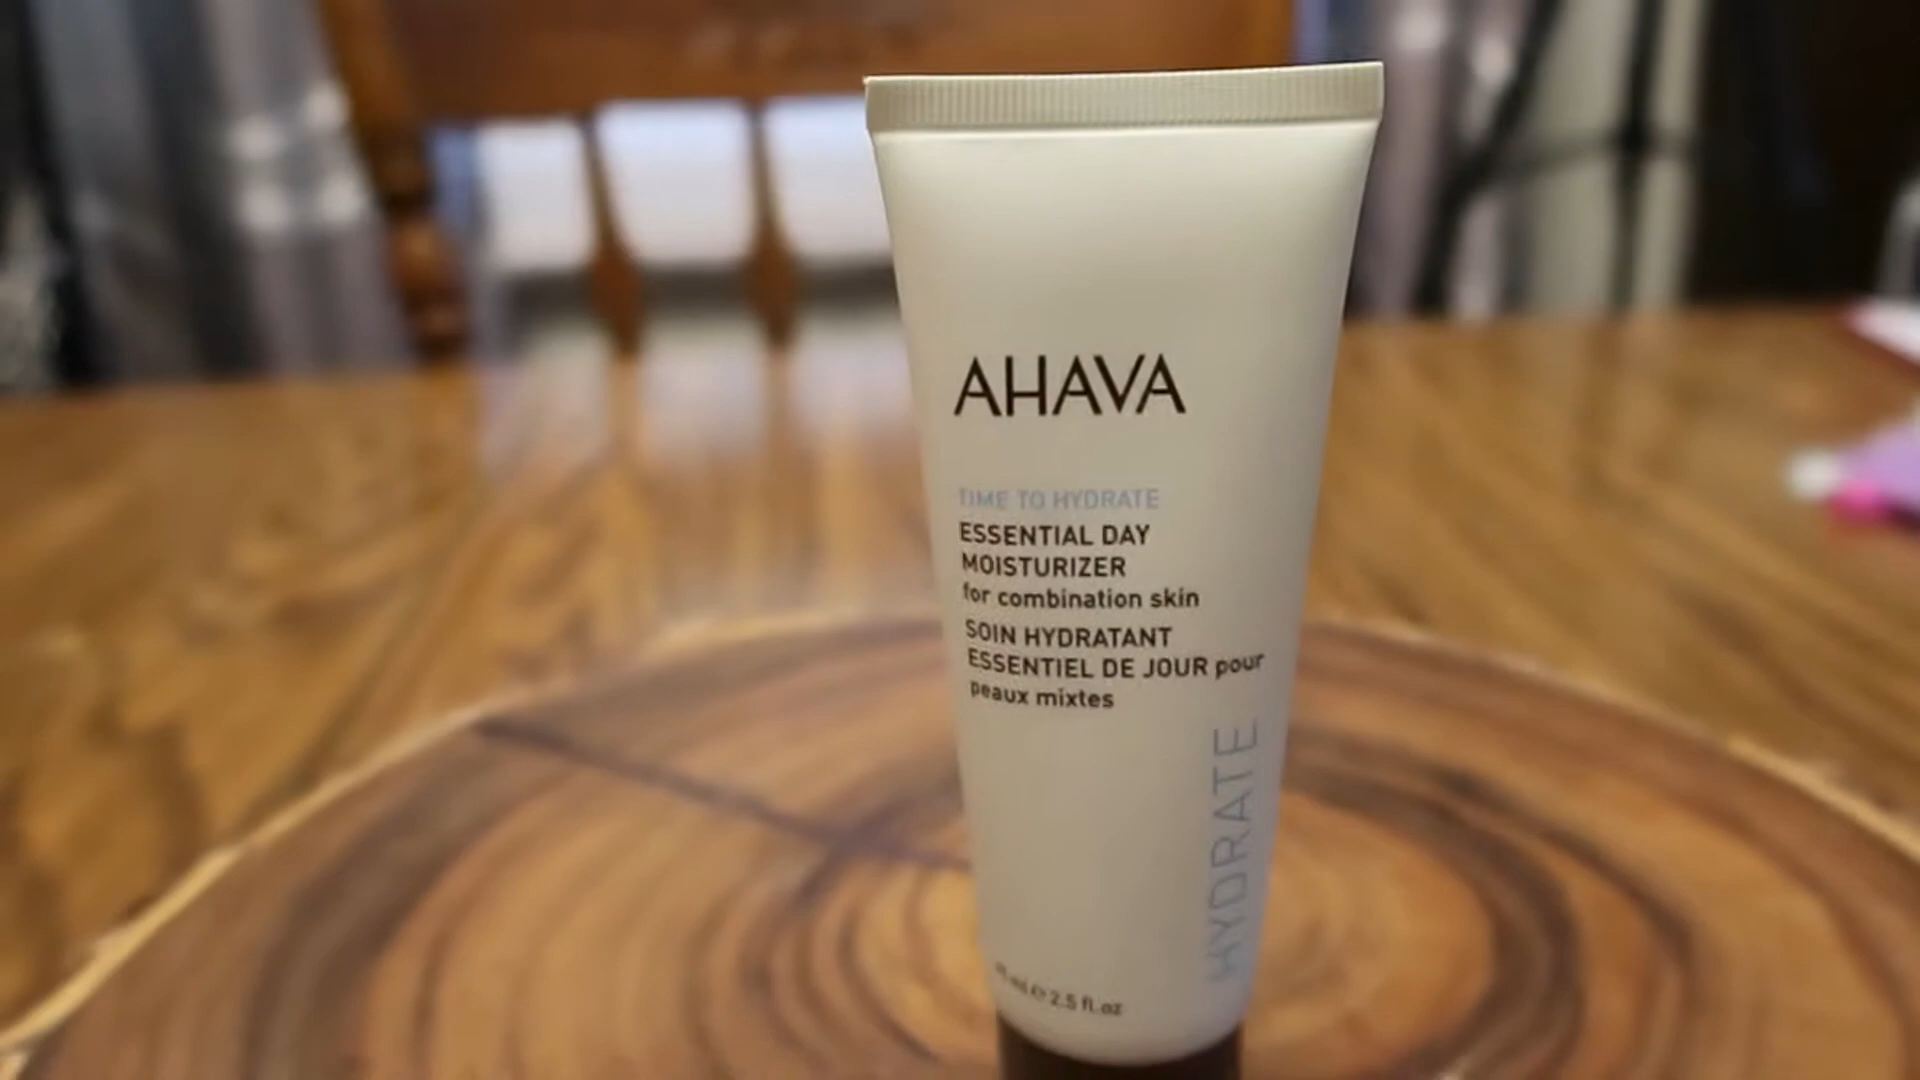 AHAVA
TIME TO HYDRATE
ESSENTIAL DAY
MOISTURIZER
for combination skin
SOIN HYDRATANT
ESSENTIEL DE JOUR pour
peaux mixtes
HYDRATE
ml e 2.5 fl.oz